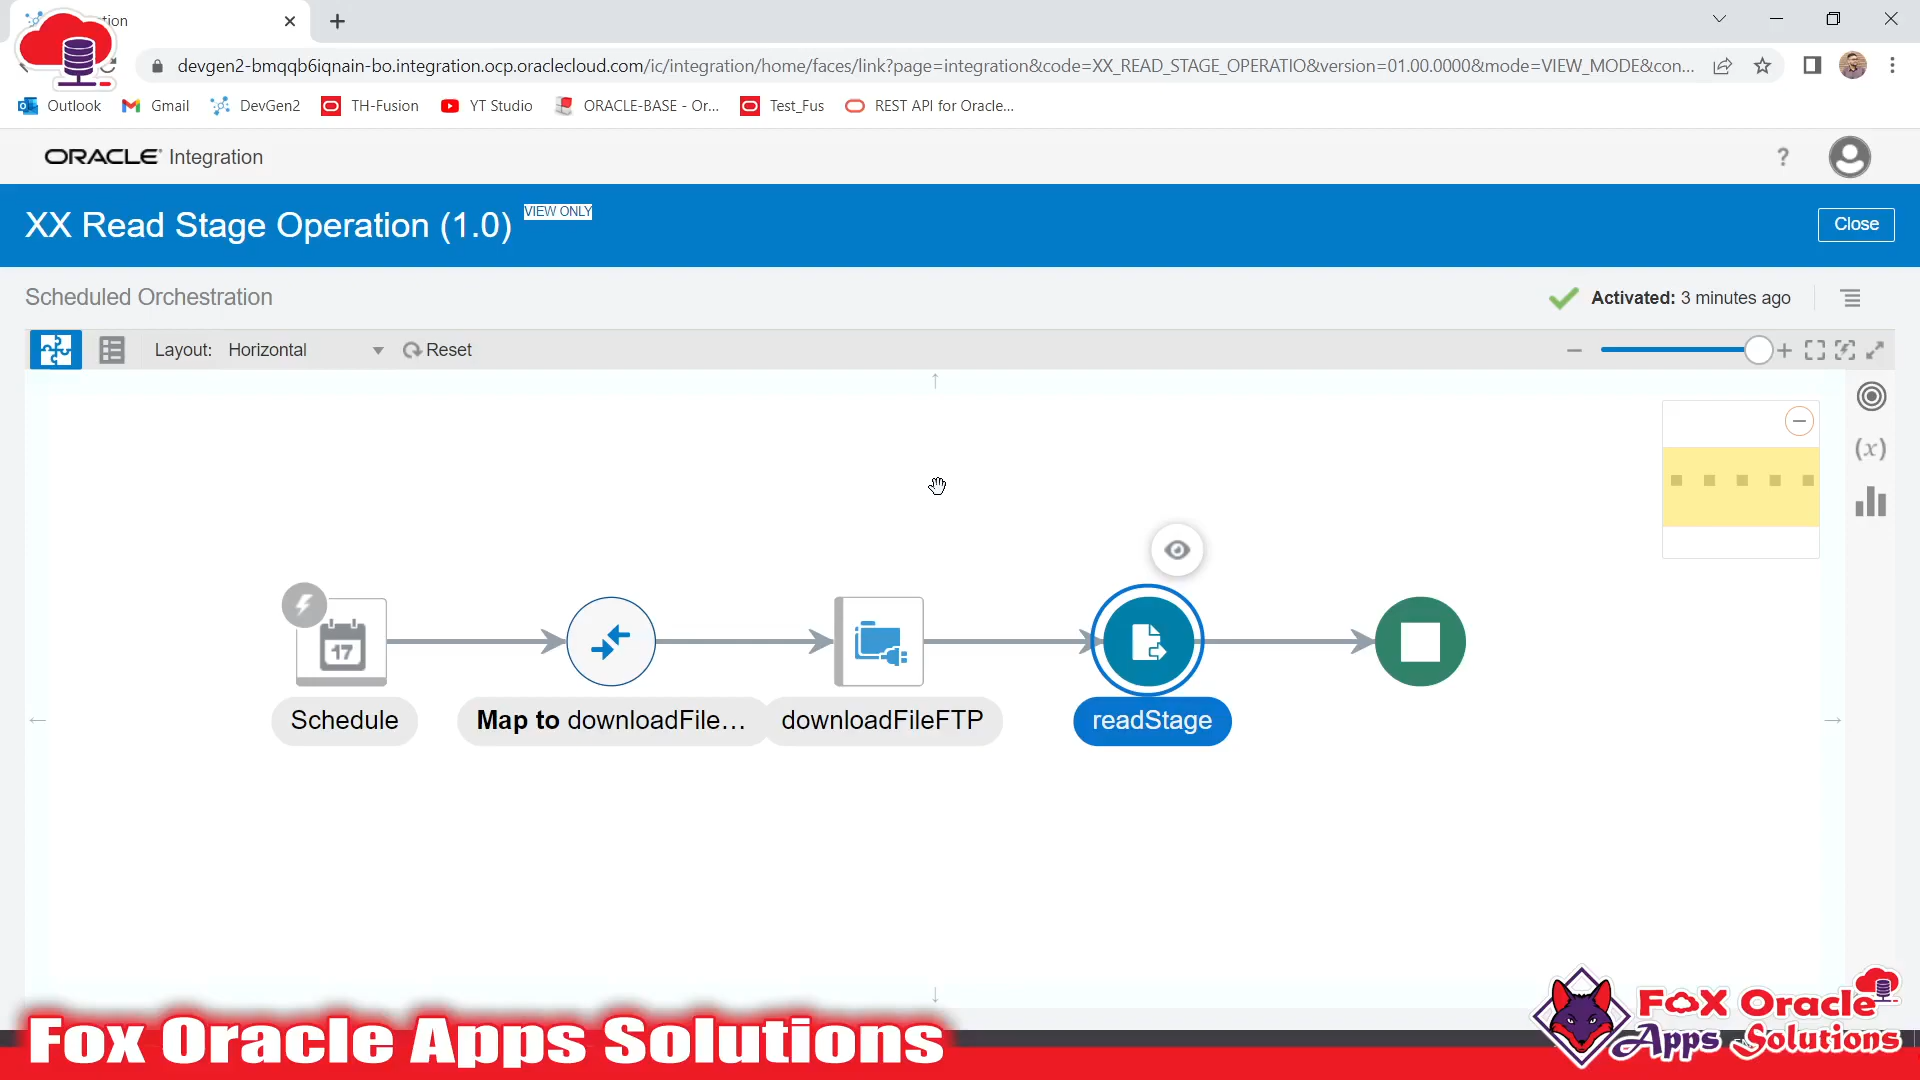 tion
devgen2-bmqqb6iqnain-bo.integration.ocp.oraclecloud.com/ic/integration/home/faces/link?page=integration&code=XX_READ_STAGE_OPERATIO&version=01.00.0000&mode=VIEW_MODE&con...
Outlook Gmail DevGen2 TH-Fusion YT Studio ORACLE-BASE - Or... Test_Fus REST API for Oracle...
ORACLE Integration
?
XX Read Stage Operation (1.0) VIEW ONLY
Close
Scheduled Orchestration
Activated: 3 minutes ago
Layout: Horizontal Reset
(x)
17
Schedule
Map to downloadFile...
downloadFileFTP
readStage
Fox Oracle Apps Solutions
Fox Oracle
Apps Solutions